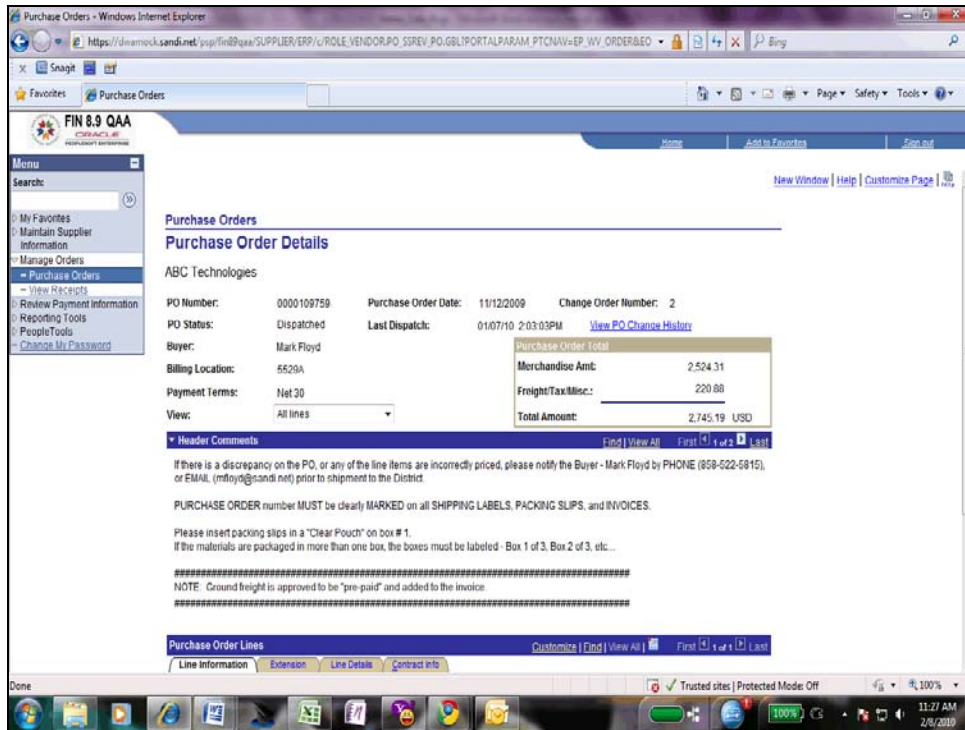 Purchase Orders - Windows Internet Explorer
https://dwamock.sandi.net/psp/fin89qaa/SUPPLIER/ERP/c/ROLE_VENDOR.PO_SSREV_PO.GBL?PORTALPARAM_PTCNAV=EP_WV_ORDER&EO
Bing
x Snagit
Favorites Purchase Orders Page Safety Tools
FIN 8.9 QAA
ORACLE
PEOPLESOFT ENTERPRISE
Home Add to Favorites Sign out
Menu
New Window | Help | Customize Page |
Search:
My Favorites
Maintain Supplier
Information
Manage Orders
– Purchase Orders
– View Receipts
Review Payment Information
Reporting Tools
PeopleTools
– Change My Password
Purchase Orders
Purchase Order Details
ABC Technologies
PO Number: 0000109759 Purchase Order Date: 11/12/2009 Change Order Number: 2
PO Status: Dispatched Last Dispatch: 01/07/10 2:03:03PM View PO Change History
Buyer: Mark Floyd
Billing Location: 5529A
Payment Terms: Net 30
View: All lines
Purchase Order Total
Merchandise Amt: 2,524.31
Freight/Tax/Misc.: 220.88
Total Amount: 2,745.19 USD
Header Comments Find | View All First 1 of 2 Last
If there is a discrepancy on the PO, or any of the line items are incorrectly priced, please notify the Buyer - Mark Floyd by PHONE (858-522-5815),
or EMAIL (mfloyd@sandi.net) prior to shipment to the District.
PURCHASE ORDER number MUST be clearly MARKED on all SHIPPING LABELS, PACKING SLIPS, and INVOICES.
Please insert packing slips in a "Clear Pouch" on box # 1.
If the materials are packaged in more than one box, the boxes must be labeled - Box 1 of 3, Box 2 of 3, etc...
NOTE: Ground freight is approved to be "pre-paid" and added to the invoice.
Purchase Order Lines Customize | Find | View All | First 1 of 1 Last
Line Information Extension Line Details Contract Info
Done Trusted sites | Protected Mode: Off 100%
100% 11:27 AM
2/8/2010